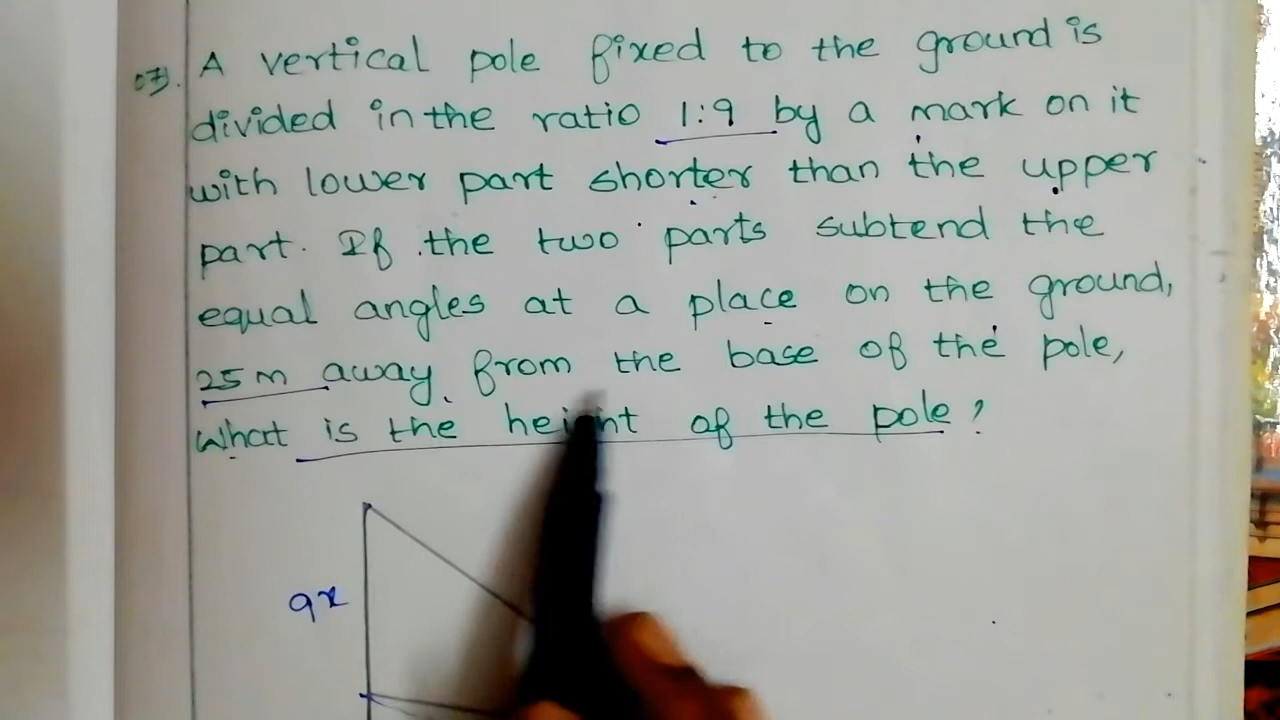 07). A vertical pole fixed to the ground is
divided in the ratio 1:9 by a mark on it
with lower part shorter than the upper
part. If the two parts subtend the
equal angles at a place on the ground,
25m away from the base of the pole,
what is the height of the pole?
9x